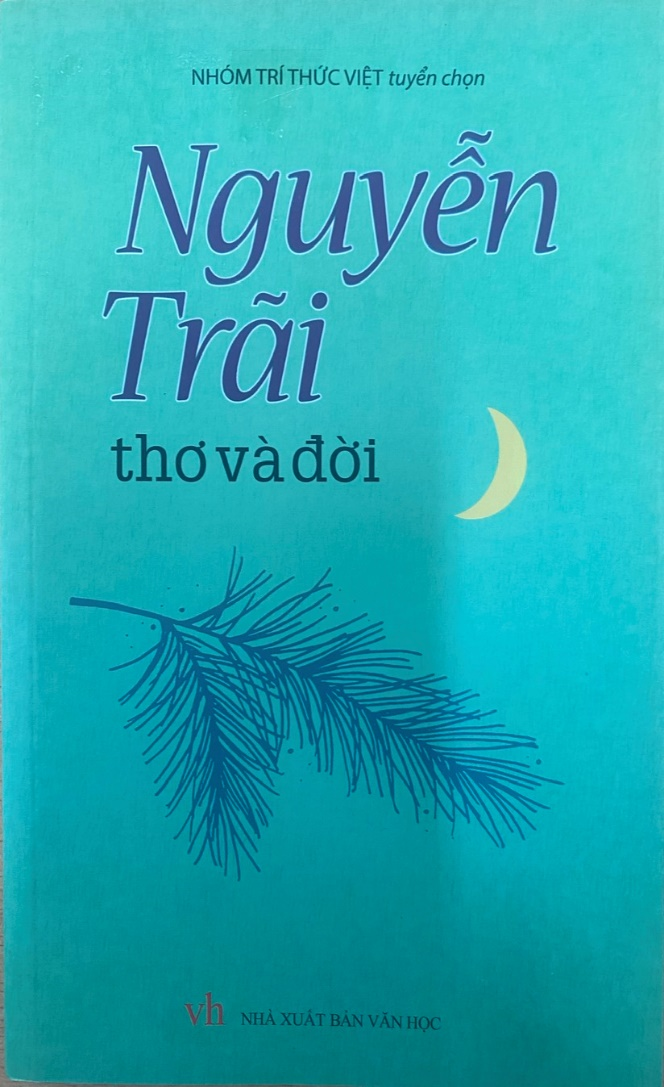 NHÓM TRÍ THỨC VIỆT tuyển chọn
Nguyễn
Trãi
thơ và đời
vh NHÀ XUẤT BẢN VĂN HỌC